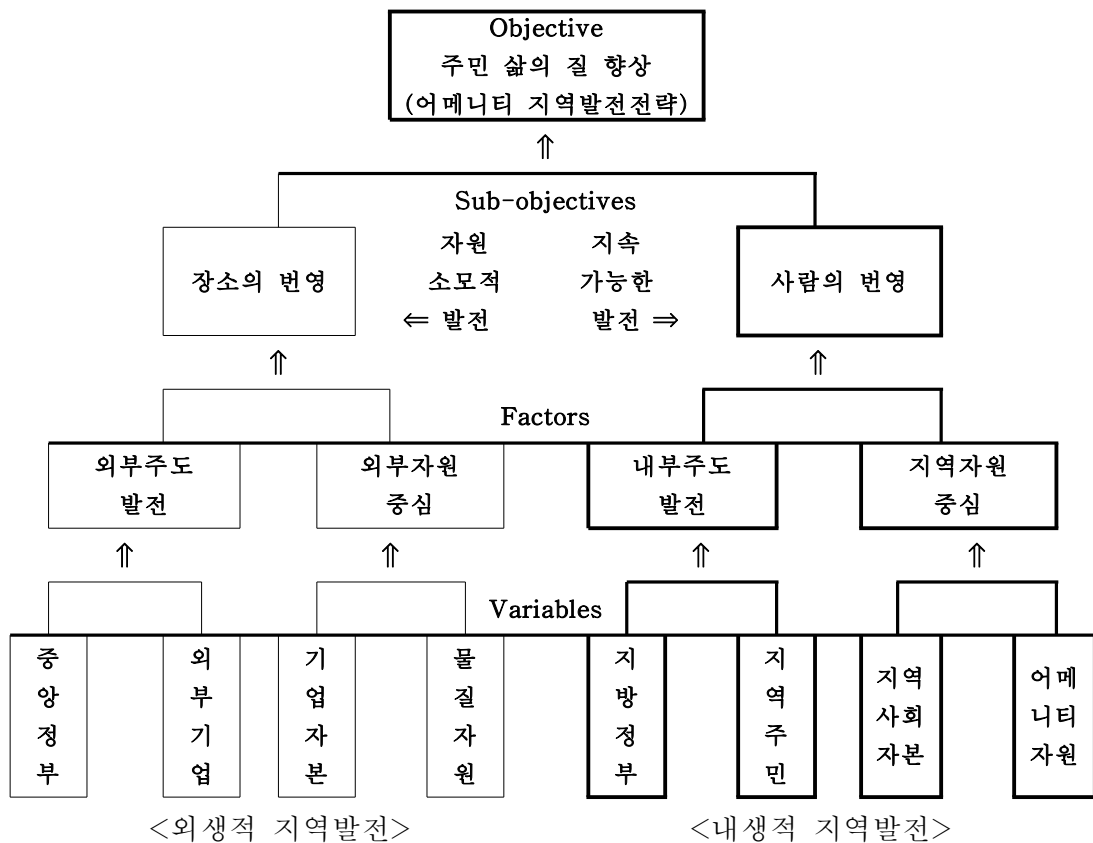 Objective
주민 삶의 질 향상
(어메니티 지역발전전략)
⇑
Sub-objectives
장소의 번영
자원
소모적
⇐ 발전
지속
가능한
발전 ⇒
사람의 번영
⇑
⇑
Factors
외부주도
발전
외부자원
중심
내부주도
발전
지역자원
중심
⇑
⇑
⇑
⇑
Variables
중
앙
정
부
외
부
기
업
기
업
자
본
물
질
자
원
지
방
정
부
지
역
주
민
지역
사회
자본
어메
니티
자원
<외생적 지역발전>
<내생적 지역발전>